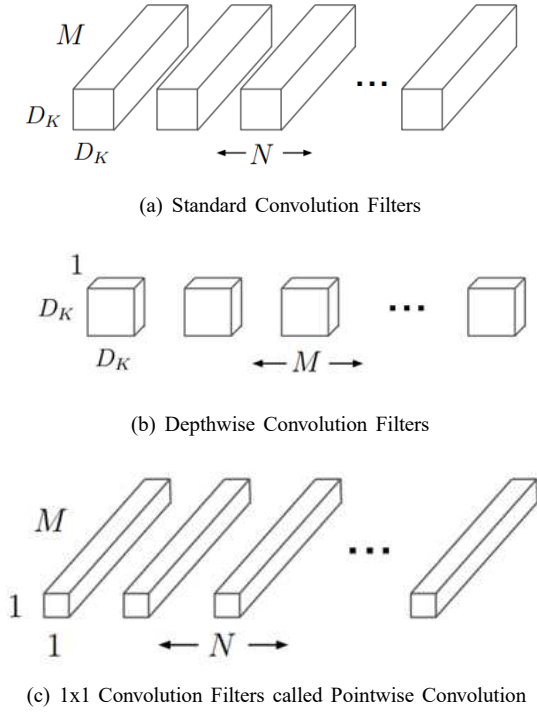 M
D_K
D_K
N
(a) Standard Convolution Filters
1
D_K
D_K
M
(b) Depthwise Convolution Filters
M
1
1
N
(c) 1x1 Convolution Filters called Pointwise Convolution